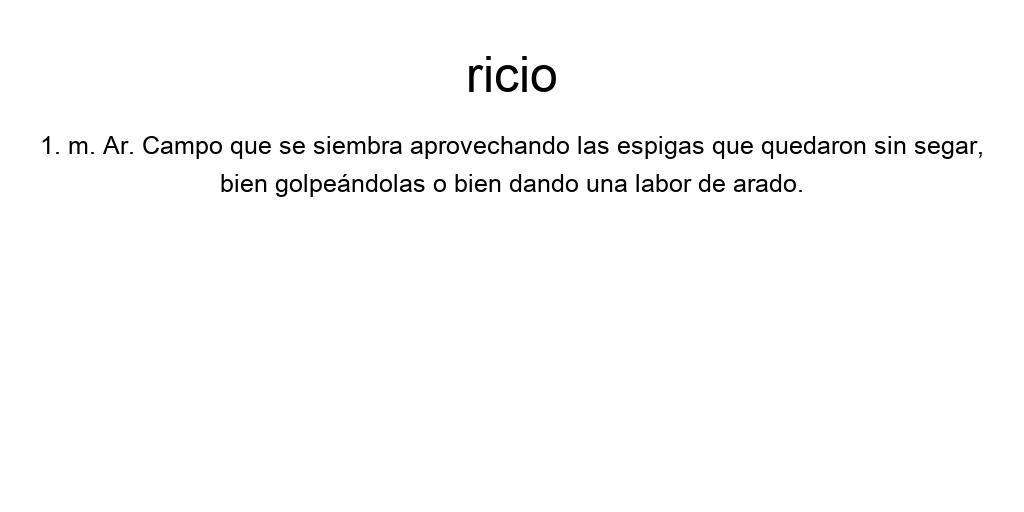 ricio
1. m. Ar. Campo que se siembra aprovechando las espigas que quedaron sin segar,
bien golpeándolas o bien dando una labor de arado.